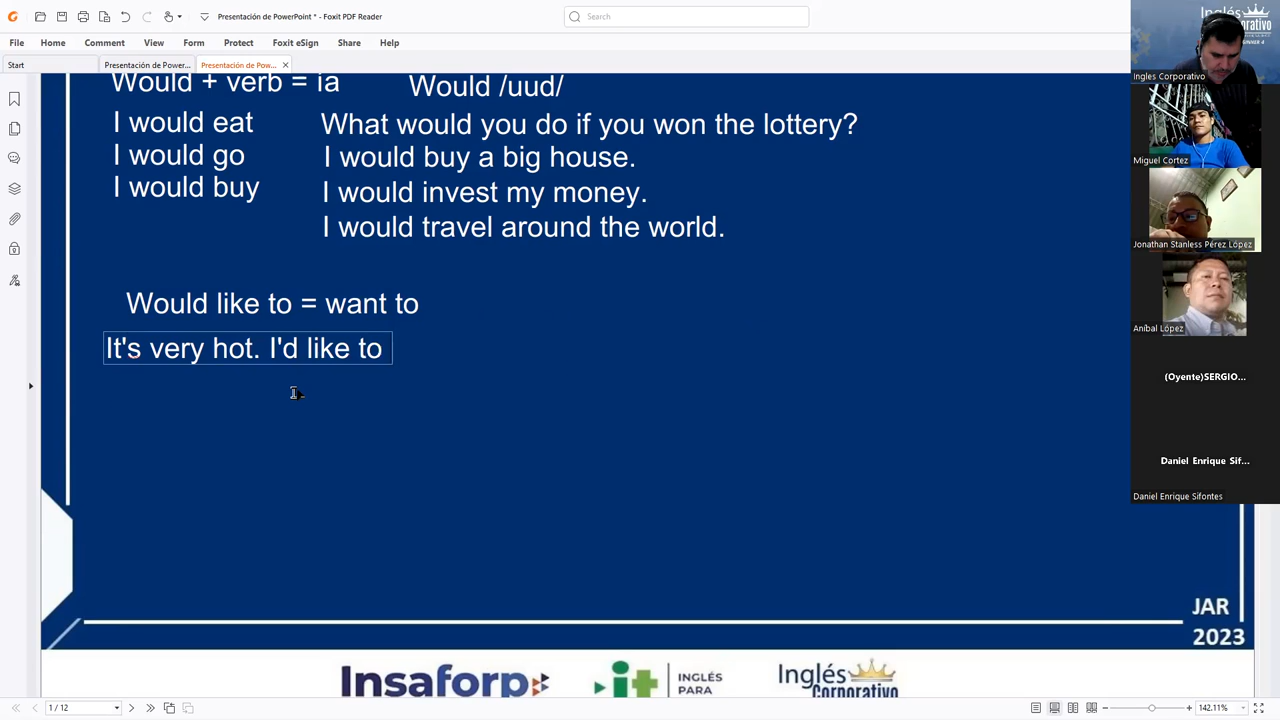 Presentación de PowerPoint * - Foxit PDF Reader
Search
File Home Comment View Form Protect Foxit eSign Share Help
Start
Presentación de Power...
Presentación de Pow...
Would + verb = ía
Would /uud/
I would eat
What would you do if you won the lottery?
I would go
I would buy a big house.
I would buy
I would invest my money.
I would travel around the world.
Would like to = want to
It's very hot. I'd like to
JAR
2023
Insaforp
it
INGLÉS
PARA
Inglés
Corporativo
1 / 12
142.11%
Inglés
Ingles Corporativo
Miguel Cortez
Jonathan Stanless Pérez López
Aníbal López
(Oyente)SERGIO...
Daniel Enrique Sif...
Daniel Enrique Sifontes